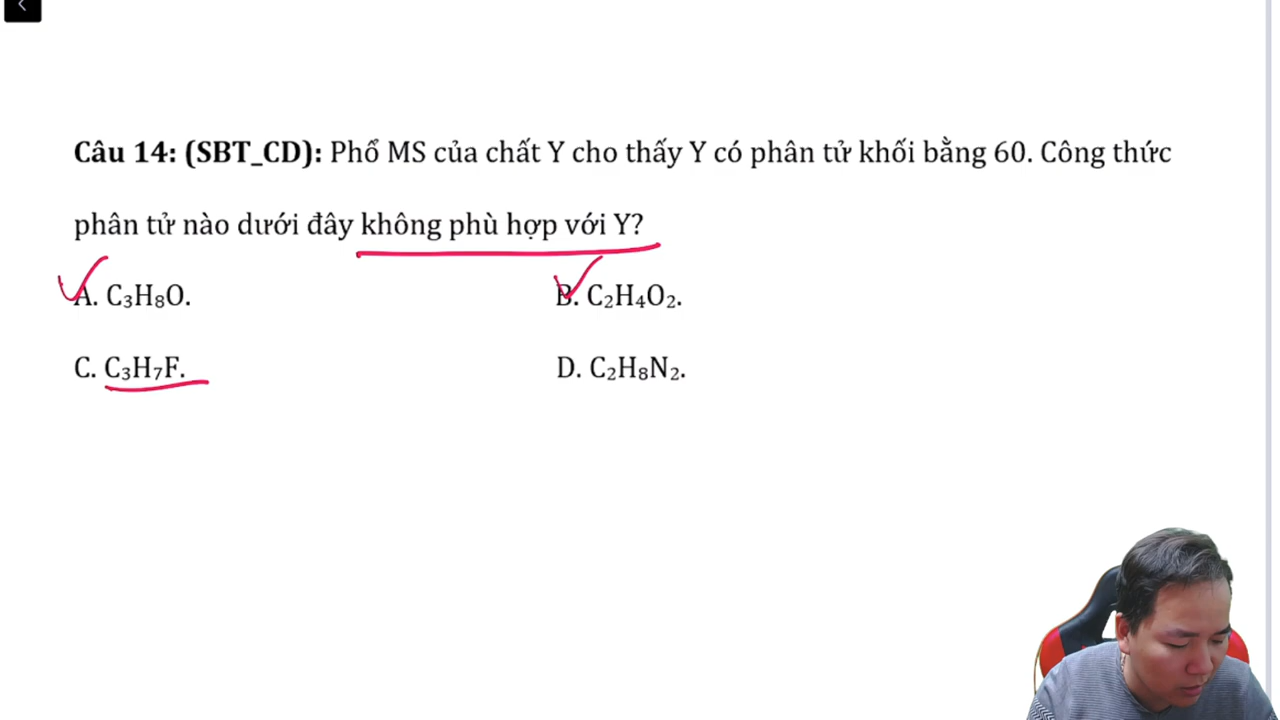 Câu 14: (SBT_CD): Phổ MS của chất Y cho thấy Y có phân tử khối bằng 60. Công thức
phân tử nào dưới đây không phù hợp với Y?
A. C₃H₈O. B. C₂H₄O₂.
C. C₃H₇F. D. C₂H₈N₂.